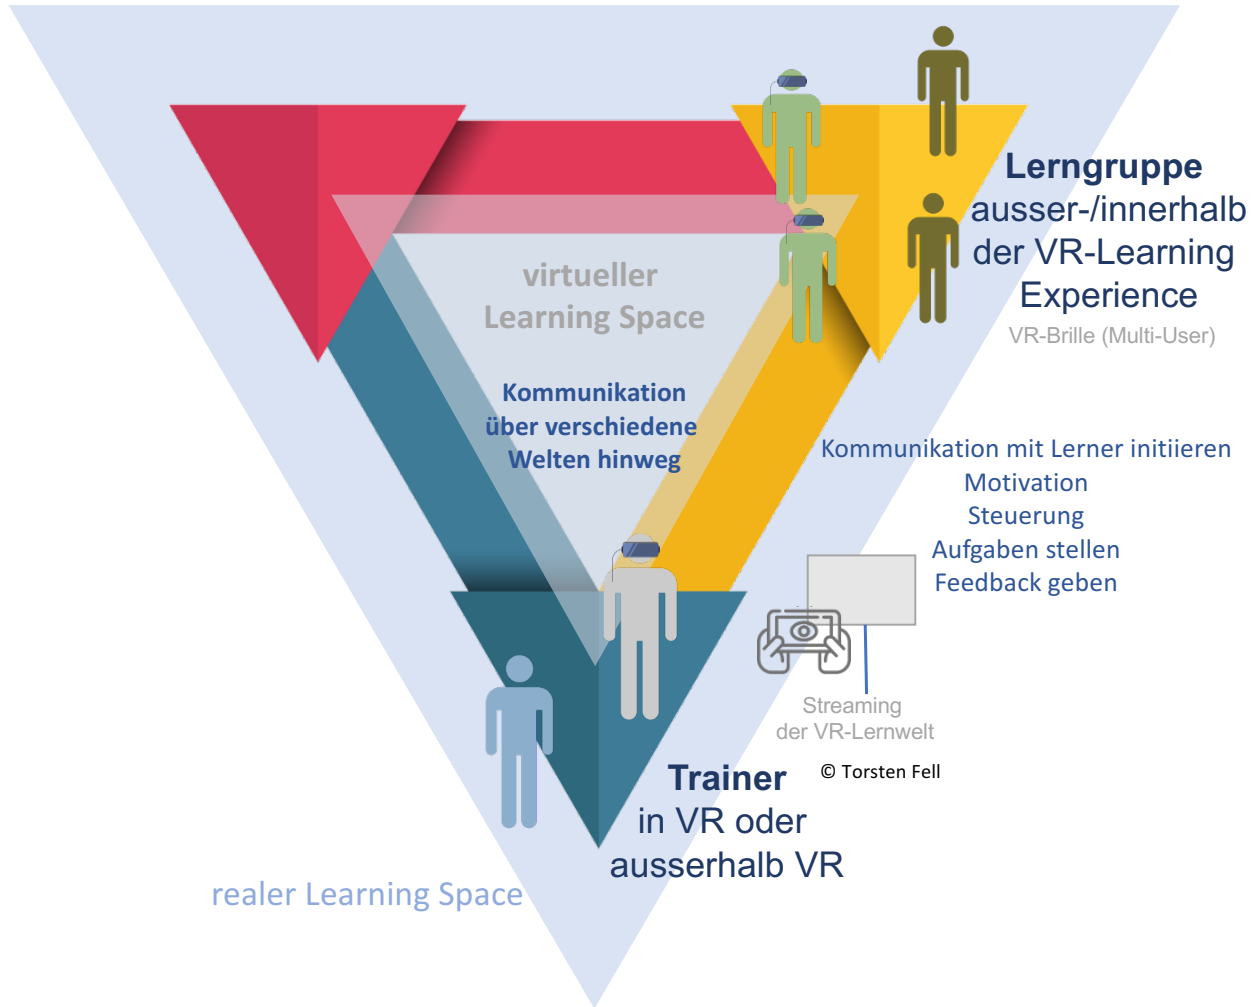 Lerngruppe
ausser-/innerhalb
der VR-Learning
Experience
VR-Brille (Multi-User)
virtueller
Learning Space
Kommunikation
über verschiedene
Welten hinweg
Kommunikation mit Lerner initiieren
Motivation
Steuerung
Aufgaben stellen
Feedback geben
Streaming
der VR-Lernwelt
© Torsten Fell
Trainer
in VR oder
ausserhalb VR
realer Learning Space